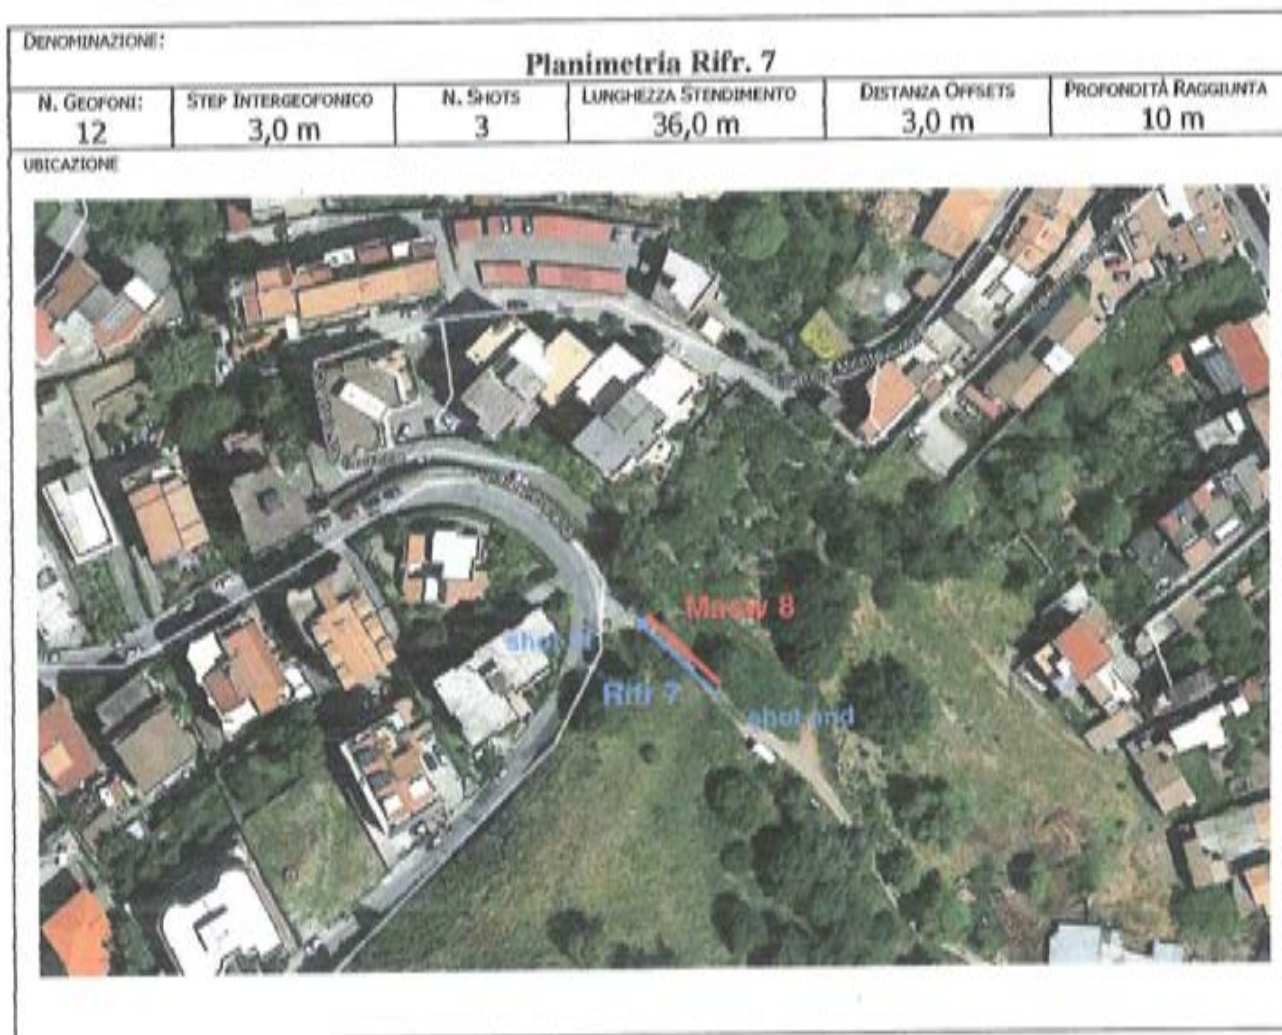 DENOMINAZIONE:
Planimetria Rifr. 7
N. GEOFONI: STEP INTERGEOFONICO N. SHOTS LUNGHEZZA STENDIMENTO DISTANZA OFFSETS PROFONDITÀ RAGGIUNTA
12 3,0 m 3 36,0 m 3,0 m 10 m
UBICAZIONE
Masw 8
shot
Rifr 7
shot end